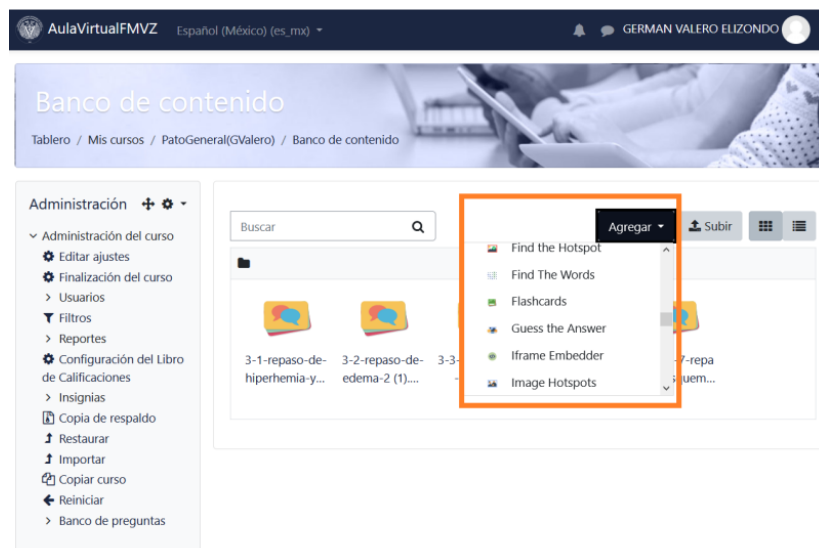 AulaVirtualFMVZ Español (México) (es_mx) GERMAN VALERO ELIZONDO
Banco de contenido
Tablero / Mis cursos / PatoGeneral(GValero) / Banco de contenido
Administración
Administración del curso
Editar ajustes
Finalización del curso
Usuarios
Filtros
Reportes
Configuración del Libro
de Calificaciones
Insignias
Copia de respaldo
Restaurar
Importar
Copiar curso
Reiniciar
Banco de preguntas
Buscar
Agregar
Subir
Find the Hotspot
Find The Words
Flashcards
Guess the Answer
Iframe Embedder
Image Hotspots
3-1-repaso-de-
hiperhemia-y...
3-2-repaso-de-
edema-2 (1)....
3-3-
-7-repa
quem...